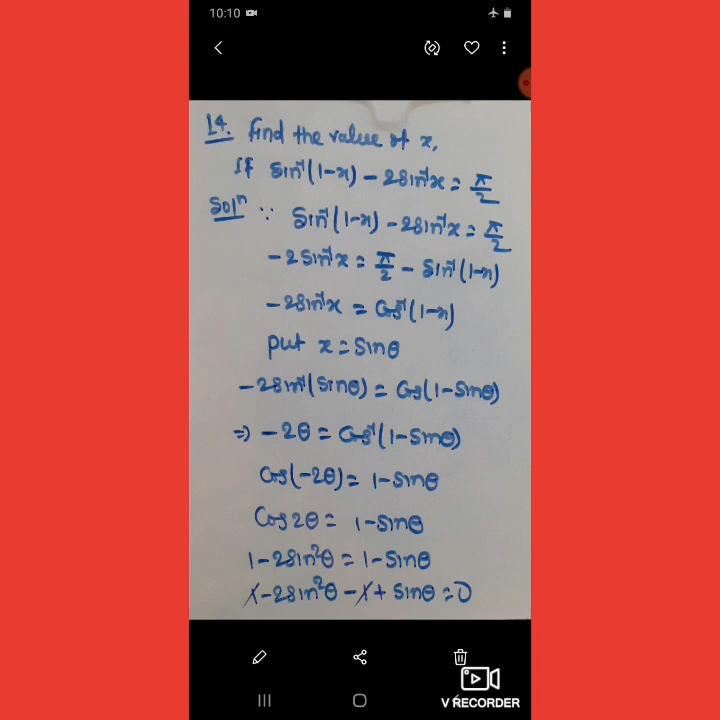 10:10
14. Find the value of x,
If Sin⁻¹(1-x) - 2Sin⁻¹x = π/2
Solⁿ ∵ Sin⁻¹(1-x) - 2Sin⁻¹x = π/2
-2Sin⁻¹x = π/2 - Sin⁻¹(1-x)
-2Sin⁻¹x = Cos⁻¹(1-x)
put x = Sinθ
-2Sin⁻¹(Sinθ) = Cos(1-Sinθ)
⇒ -2θ = Cos⁻¹(1-Sinθ)
Cos(-2θ) = 1-Sinθ
Cos2θ = 1-Sinθ
1-2Sin²θ = 1-Sinθ
1-2Sin²θ - 1 + Sinθ = 0
V RECORDER